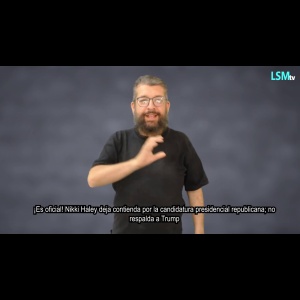 LSMtv
¡Es oficial! Nikki Haley deja contienda por la candidatura presidencial republicana; no
respalda a Trump